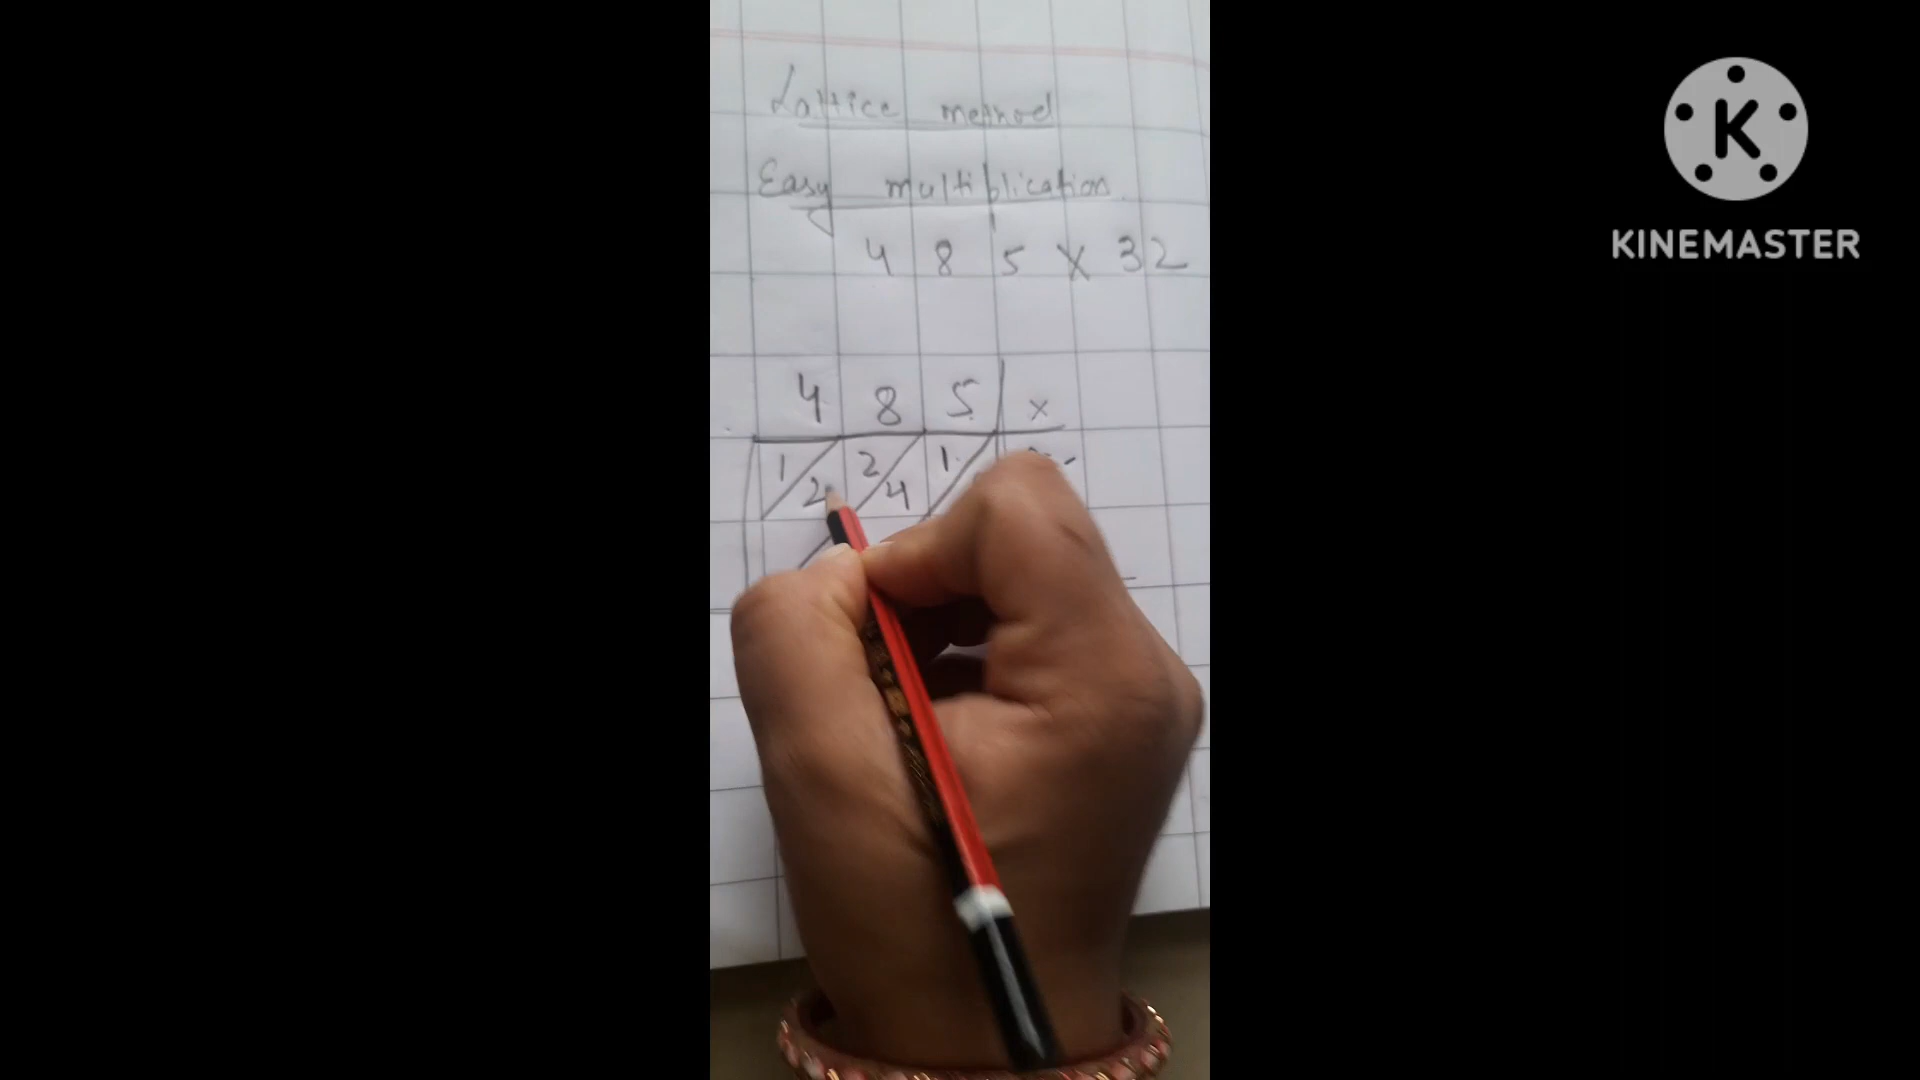 Lattice method
Easy multiplication
4 8 5 X 32
4 8 5 x
1 2 2 4 1
K
KINEMASTER